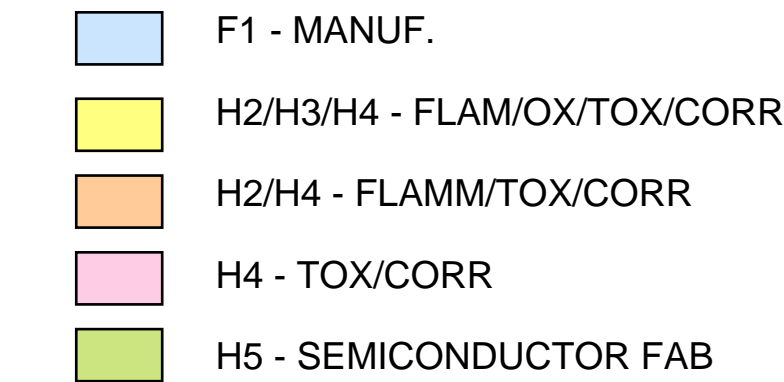 F1 - MANUF.
H2/H3/H4 - FLAM/OX/TOX/CORR
H2/H4 - FLAMM/TOX/CORR
H4 - TOX/CORR
H5 - SEMICONDUCTOR FAB